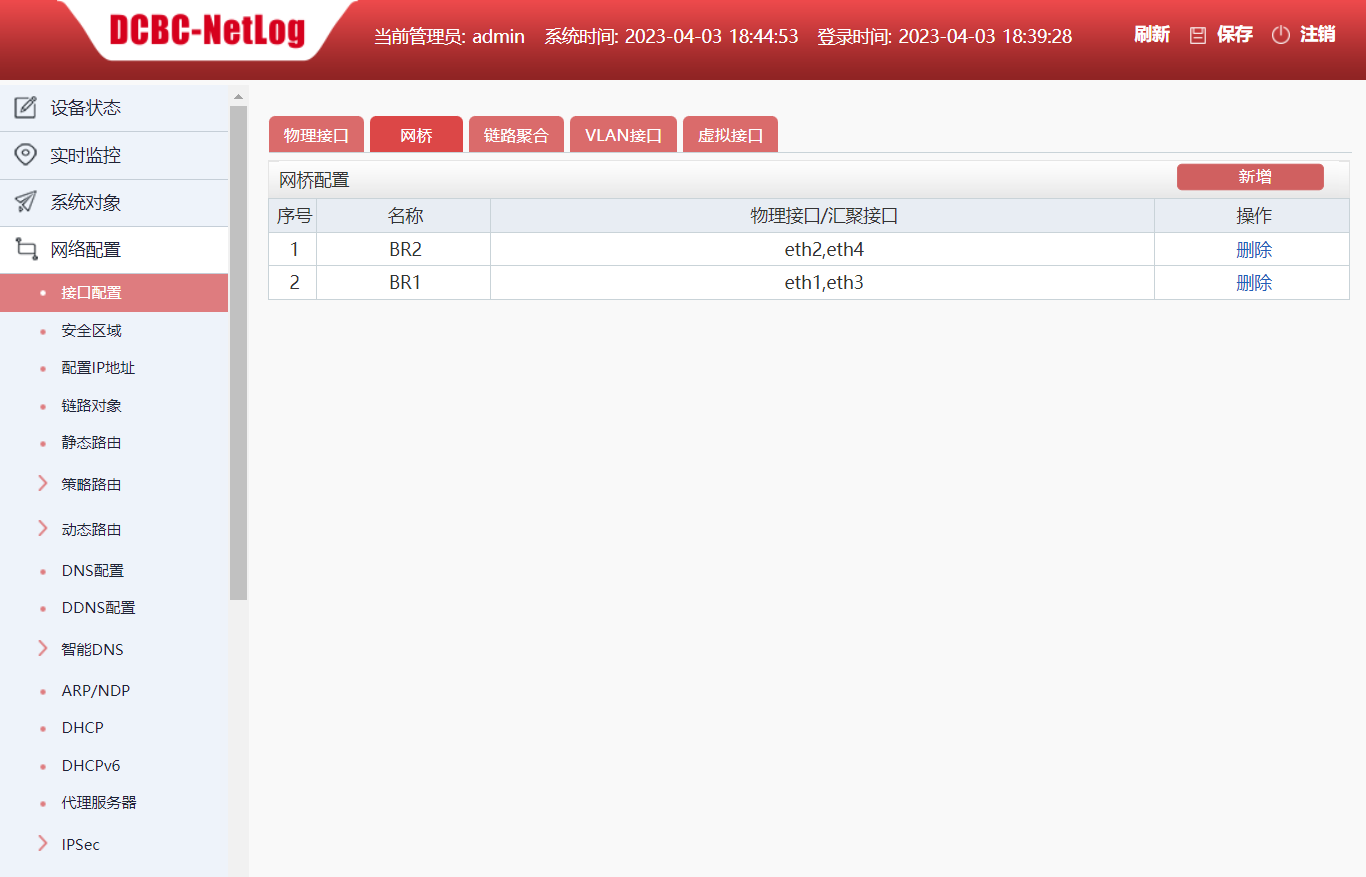 DCBC-NetLog
当前管理员: admin 系统时间: 2023-04-03 18:44:53 登录时间: 2023-04-03 18:39:28
刷新 保存 注销
设备状态
实时监控
系统对象
网络配置
接口配置
安全区域
配置IP地址
链路对象
静态路由
策略路由
动态路由
DNS配置
DDNS配置
智能DNS
ARP/NDP
DHCP
DHCPv6
代理服务器
IPSec
物理接口 网桥 链路聚合 VLAN接口 虚拟接口
网桥配置 新增
序号 名称 物理接口/汇聚接口 操作
1 BR2 eth2,eth4 删除
2 BR1 eth1,eth3 删除